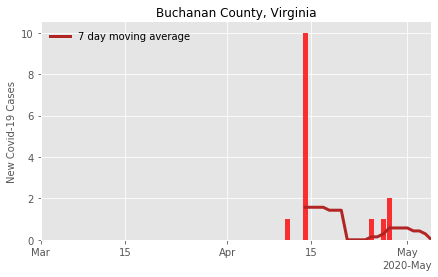 Buchanan County, Virginia
7 day moving average
New Covid-19 Cases
10
8
6
4
2
0
Mar 15 Apr 15 May
2020-May